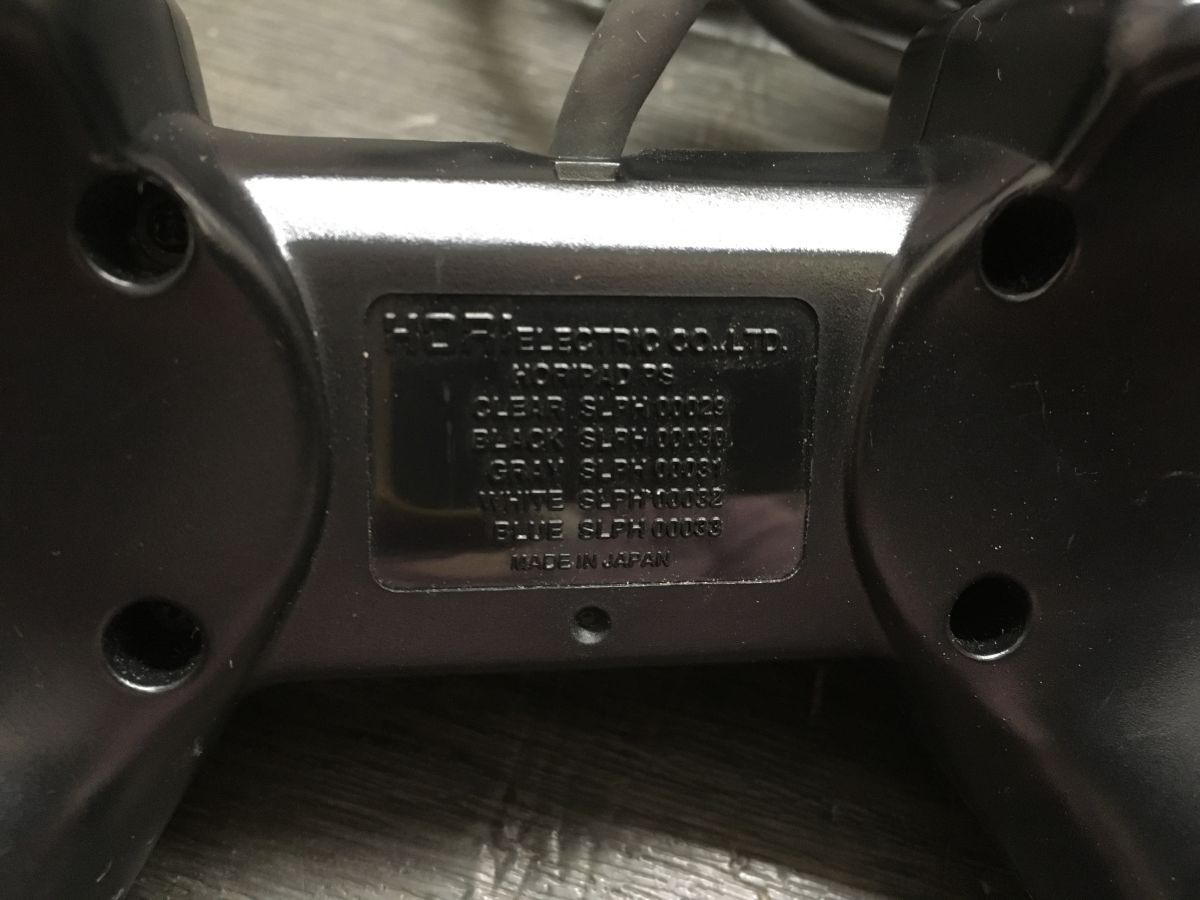 HORI ELECTRIC CO.,LTD.
HORIPAD PS
CLEAR SLPH 00029
BLACK SLPH 00030
GRAY SLPH 00031
WHITE SLPH 00032
BLUE SLPH 00033
MADE IN JAPAN